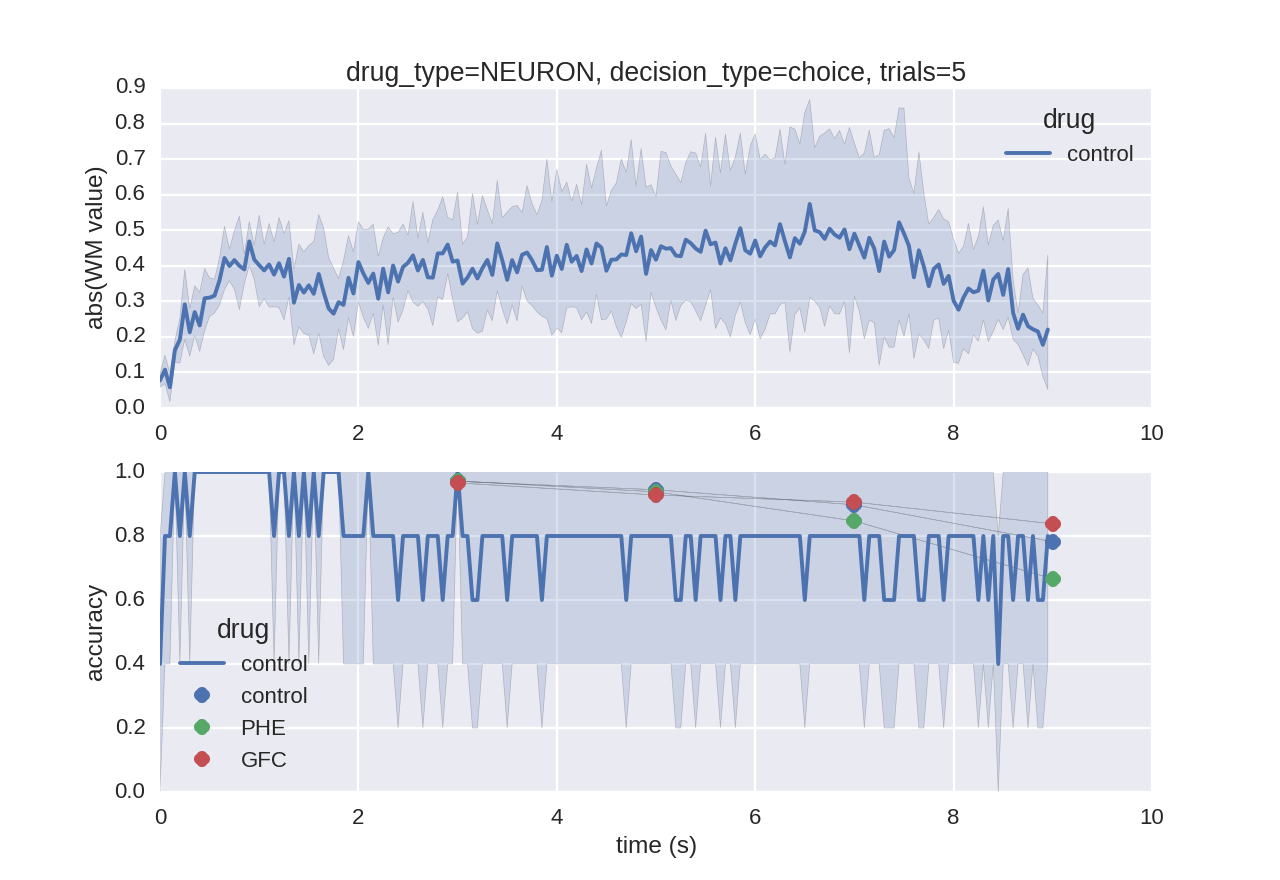 drug_type=NEURON, decision_type=choice, trials=5
0.9
0.8
0.7
0.6
0.5
0.4
0.3
0.2
0.1
0.0
abs(WM value)
drug
control
0 2 4 6 8 10
1.0
0.8
0.6
0.4
0.2
0.0
accuracy
drug
control
control
PHE
GFC
0 2 4 6 8 10
time (s)